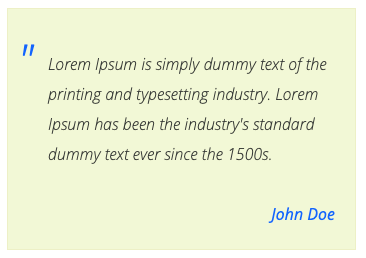 " Lorem Ipsum is simply dummy text of the
printing and typesetting industry. Lorem
Ipsum has been the industry's standard
dummy text ever since the 1500s.
John Doe